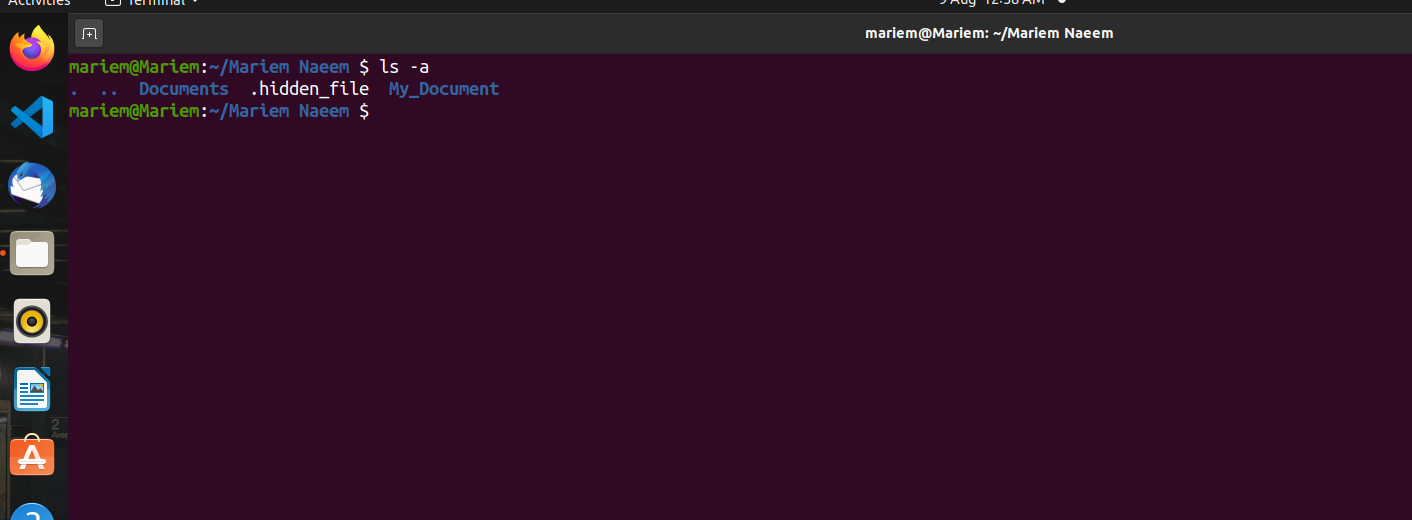 Activities Terminal 9 Aug 12:38 AM
mariem@Mariem: ~/Mariem Naeem
mariem@Mariem:~/Mariem Naeem $ ls -a
. .. Documents .hidden_file My_Document
mariem@Mariem:~/Mariem Naeem $
2